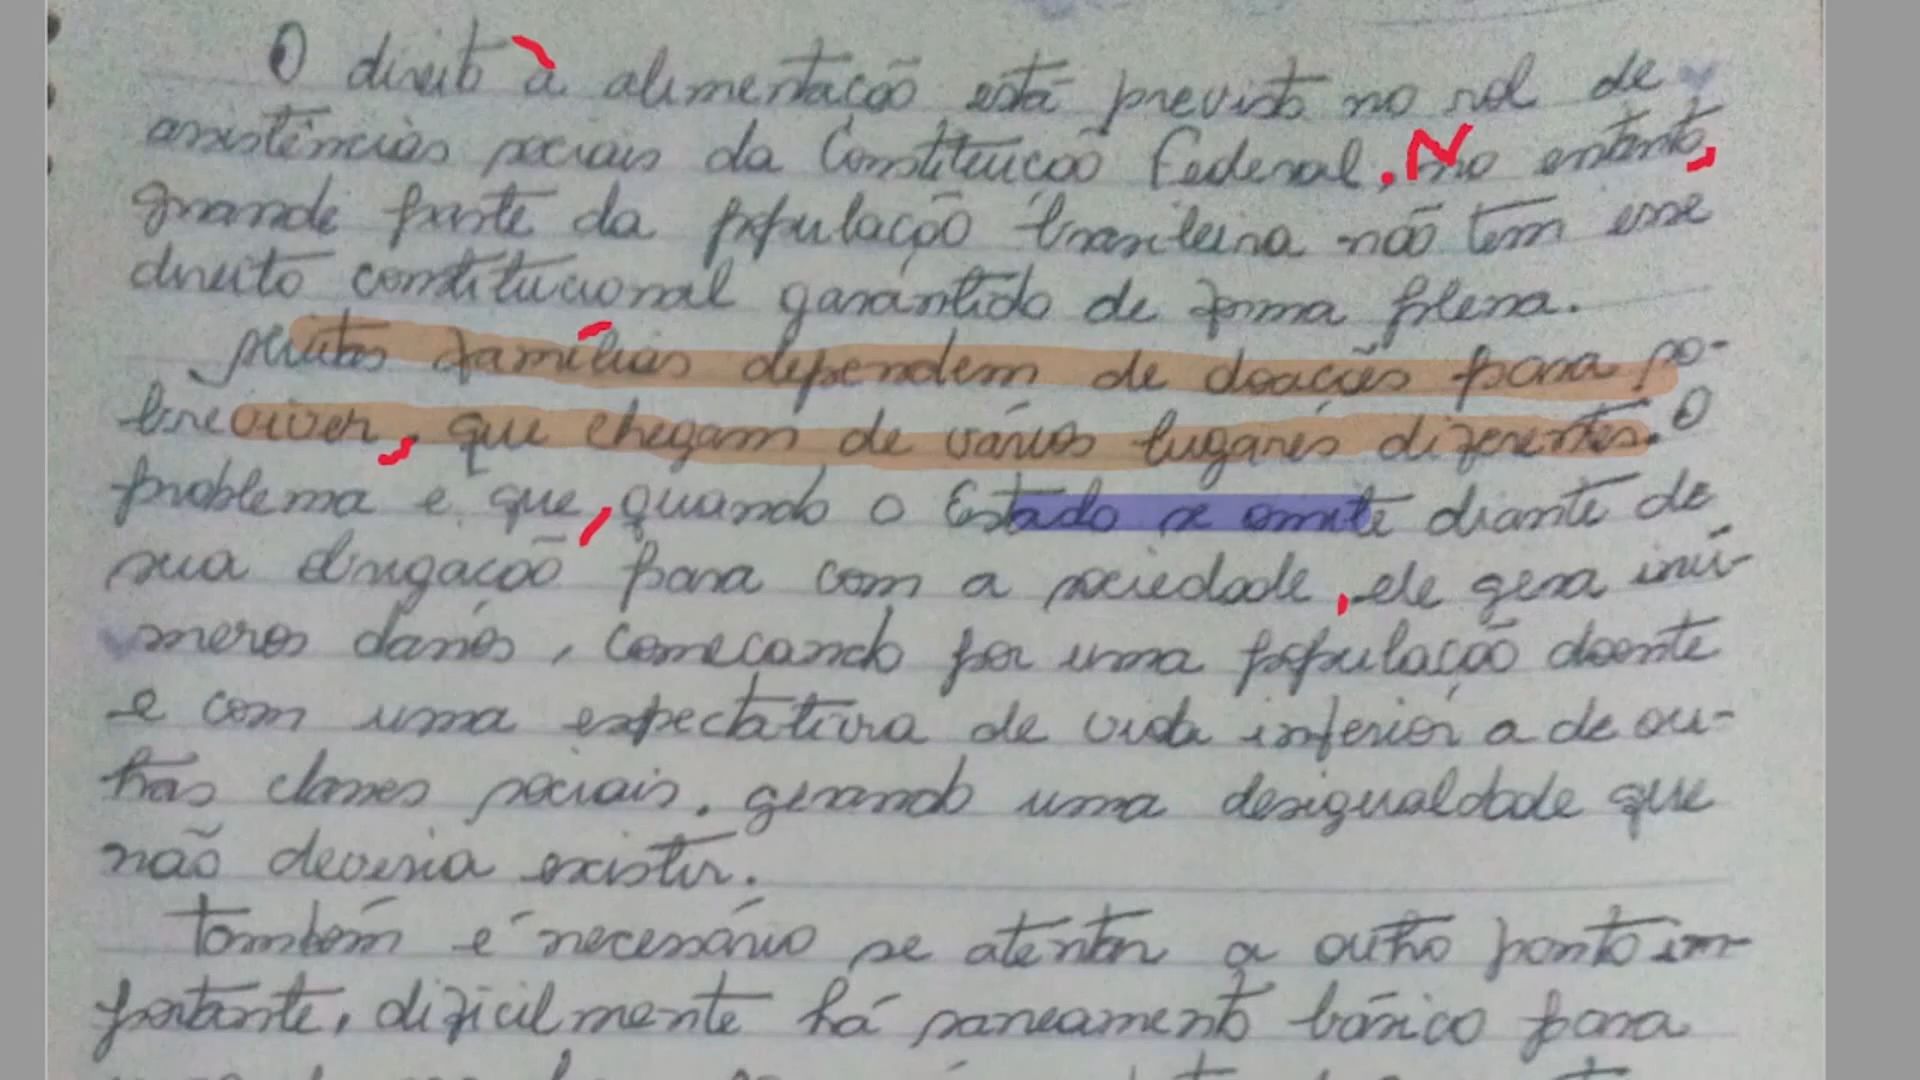 O direito à alimentação está previsto no rol de
assistências sociais da Constituição Federal. No entanto,
grande parte da população brasileira não tem esse
direito constitucional garantido de forma plena.
muitas famílias dependem de doações para so-
breviver, que chegam de vários lugares diferentes. O
problema e que, quando o Estado se omite diante de
sua obrigação para com a sociedade, ele gera inú-
meros danos, começando por uma população doente
e com uma expectativa de vida inferior a de ou-
tras classes sociais. gerando uma desigualdade que
não deveria existir.
Também é necessário se atentar a outro ponto im-
portante, dificilmente há saneamento básico para